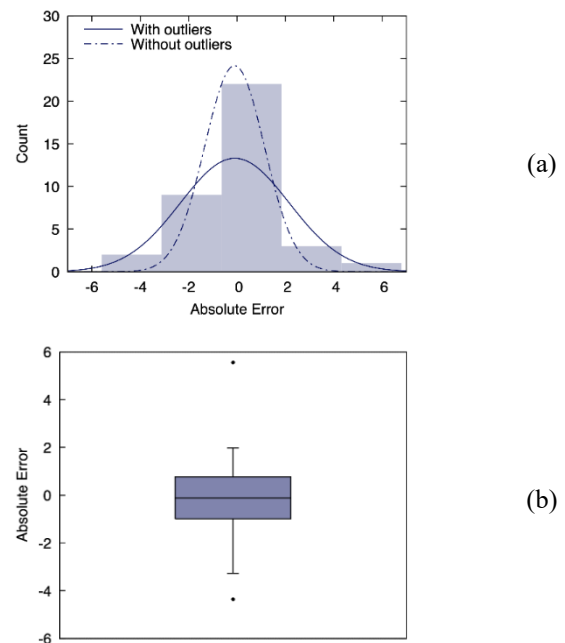 30
With outliers
Without outliers
25
20
Count
(a)
15
10
5
0
-6 -4 -2 0 2 4 6
Absolute Error
6
4
2
Absolute Error
0
(b)
-2
-4
-6